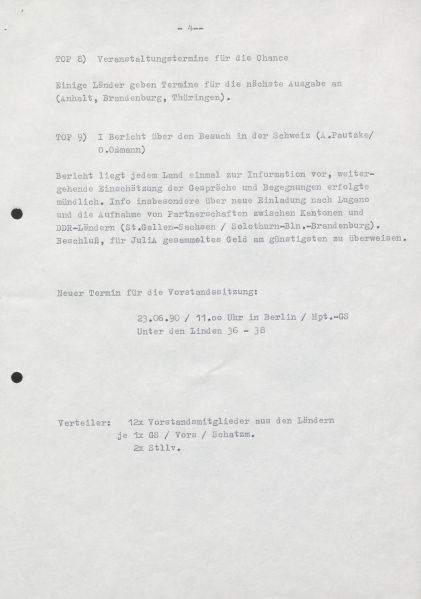 - 4--
TOP 8) Veranstaltungstermine für die Chance
Einige Länder geben Termine für die nächste Ausgabe an
(Anhalt, Brandenburg, Thüringen).
TOP 9) I Bericht über den Besuch in der Schweiz (A.Pautzke/
O.Oßmann)
Bericht liegt jedem Land einmal zur Information vor, weiter-
gehende Einschätzung der Gespräche und Begegnungen erfolgte
mündlich. Info insbesondere über neue Einladung nach Lugano
und die Aufnahme von Partnerschaften zwischen Kantonen und
DDR-Ländern (St.Gallen-Sachsen / Solothurn-Bln.-Brandenburg).
Beschluß, für JuliA gesammeltes Geld am günstigsten zu überweisen.
Neuer Termin für die Vorstandssitzung:
23.06.90 / 11.oo Uhr in Berlin / Hpt.-GS
Unter den Linden 36 - 38
Verteiler: 12x Vorstandsmitglieder aus den Ländern
je 1x GS / Vors / Schatzm.
2x Stllv.